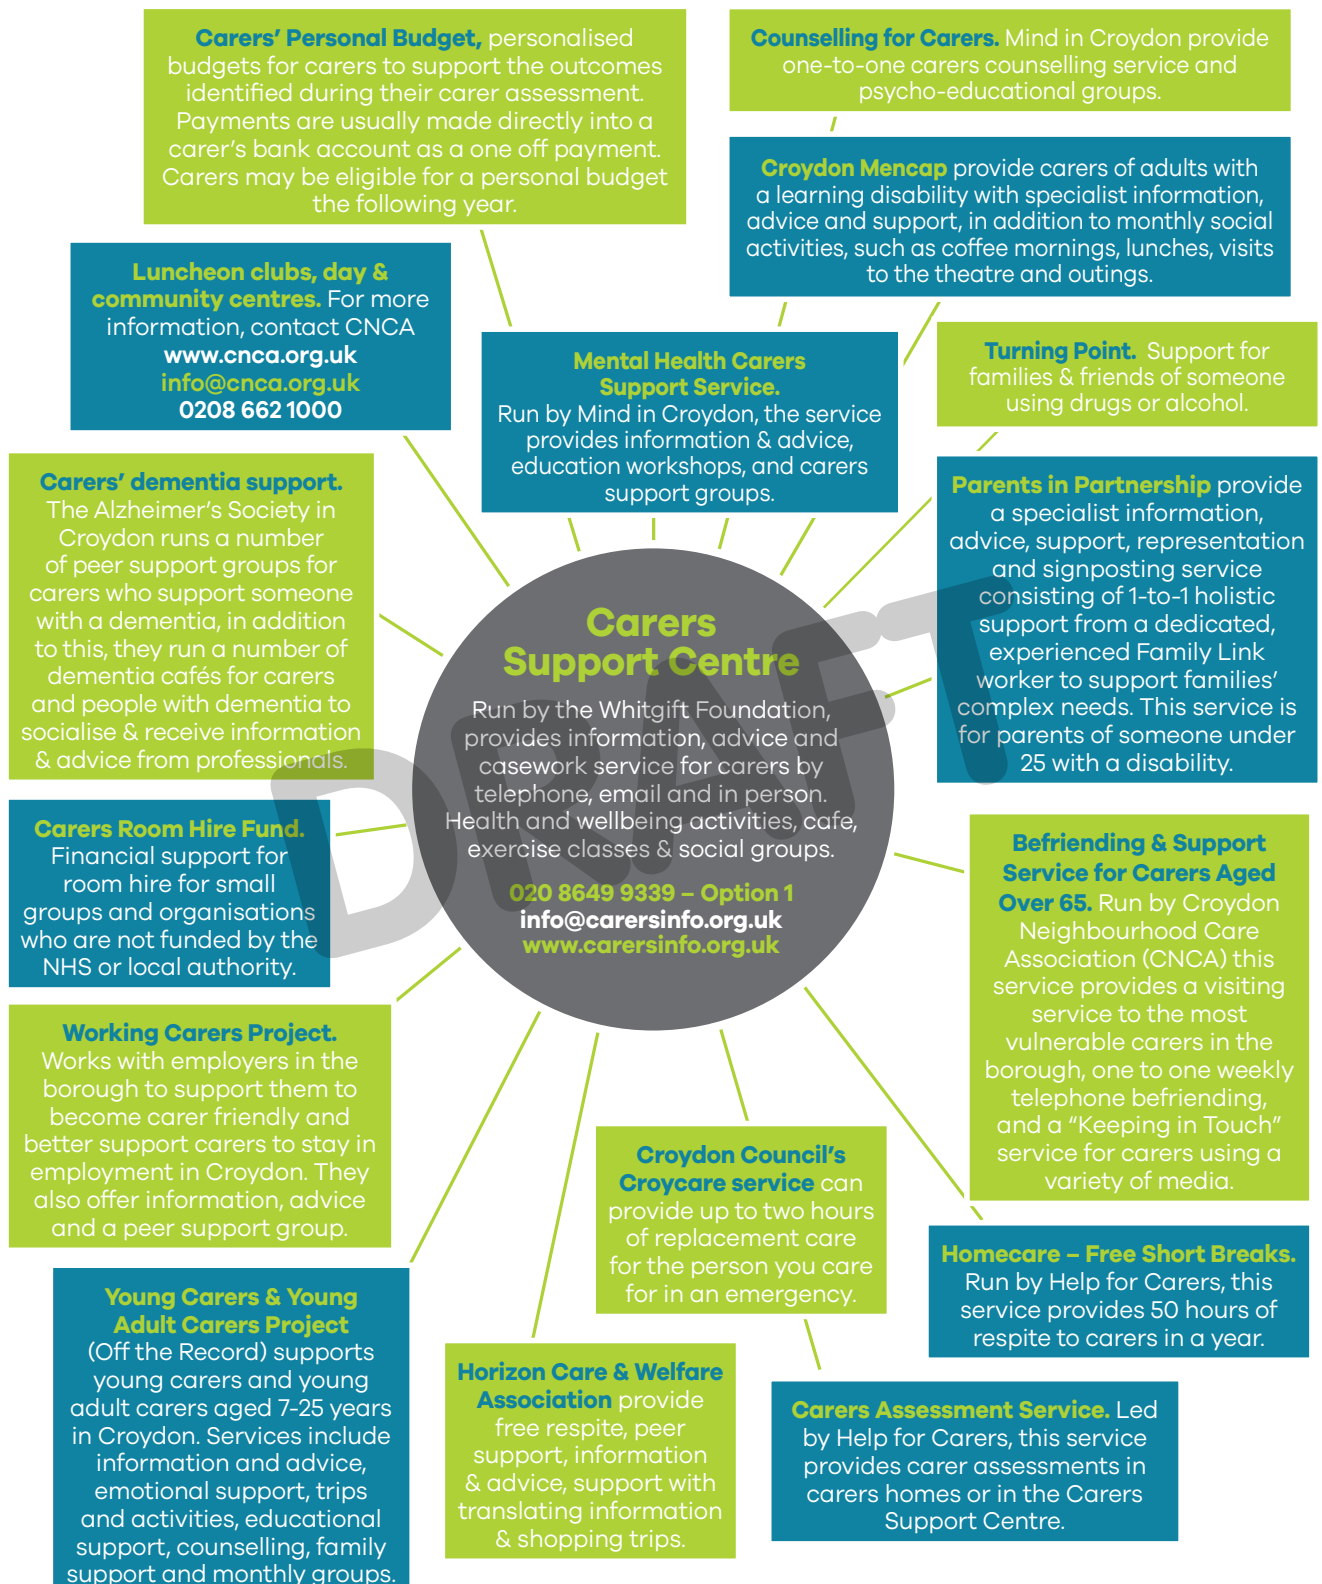 Carers' Personal Budget, personalised
budgets for carers to support the outcomes
identified during their carer assessment.
Payments are usually made directly into a
carer's bank account as a one off payment.
Carers may be eligible for a personal budget
the following year.
Counselling for Carers. Mind in Croydon provide
one-to-one carers counselling service and
psycho-educational groups.
Croydon Mencap provide carers of adults with
a learning disability with specialist information,
advice and support, in addition to monthly social
activities, such as coffee mornings, lunches, visits
to the theatre and outings.
Luncheon clubs, day &
community centres. For more
information, contact CNCA
www.cnca.org.uk
info@cnca.org.uk
0208 662 1000
Mental Health Carers
Support Service.
Run by Mind in Croydon, the service
provides information & advice,
education workshops, and carers
support groups.
Turning Point. Support for
families & friends of someone
using drugs or alcohol.
Carers' dementia support.
The Alzheimer's Society in
Croydon runs a number
of peer support groups for
carers who support someone
with a dementia, in addition
to this, they run a number of
dementia cafés for carers
and people with dementia to
socialise & receive information
& advice from professionals.
Parents in Partnership provide
a specialist information,
advice, support, representation
and signposting service
consisting of 1-to-1 holistic
support from a dedicated,
experienced Family Link
worker to support families'
complex needs. This service is
for parents of someone under
25 with a disability.
Carers
Support Centre
Run by the Whitgift Foundation,
provides information, advice and
casework service for carers by
telephone, email and in person.
Health and wellbeing activities, cafe,
exercise classes & social groups.
020 8649 9339 – Option 1
info@carersinfo.org.uk
www.carersinfo.org.uk
DRAFT
Carers Room Hire Fund.
Financial support for
room hire for small
groups and organisations
who are not funded by the
NHS or local authority.
Befriending & Support
Service for Carers Aged
Over 65. Run by Croydon
Neighbourhood Care
Association (CNCA) this
service provides a visiting
service to the most
vulnerable carers in the
borough, one to one weekly
telephone befriending,
and a "Keeping in Touch"
service for carers using a
variety of media.
Working Carers Project.
Works with employers in the
borough to support them to
become carer friendly and
better support carers to stay in
employment in Croydon. They
also offer information, advice
and a peer support group.
Croydon Council's
Croycare service can
provide up to two hours
of replacement care
for the person you care
for in an emergency.
Homecare – Free Short Breaks.
Run by Help for Carers, this
service provides 50 hours of
respite to carers in a year.
Young Carers & Young
Adult Carers Project
(Off the Record) supports
young carers and young
adult carers aged 7-25 years
in Croydon. Services include
information and advice,
emotional support, trips
and activities, educational
support, counselling, family
support and monthly groups.
Horizon Care & Welfare
Association provide
free respite, peer
support, information
& advice, support with
translating information
& shopping trips.
Carers Assessment Service. Led
by Help for Carers, this service
provides carer assessments in
carers homes or in the Carers
Support Centre.